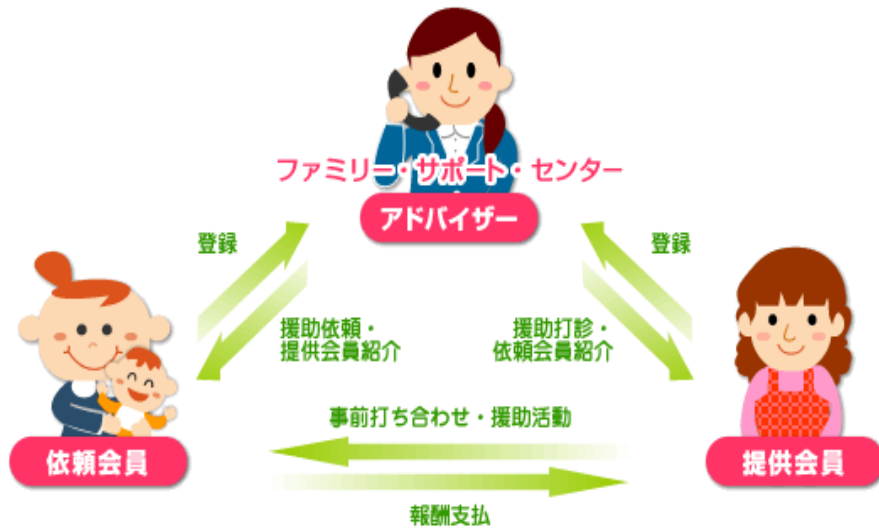 ファミリー・サポート・センター
アドバイザー
登録
登録
援助依頼・
提供会員紹介
援助打診・
依頼会員紹介
事前打ち合わせ・援助活動
依頼会員
提供会員
報酬支払